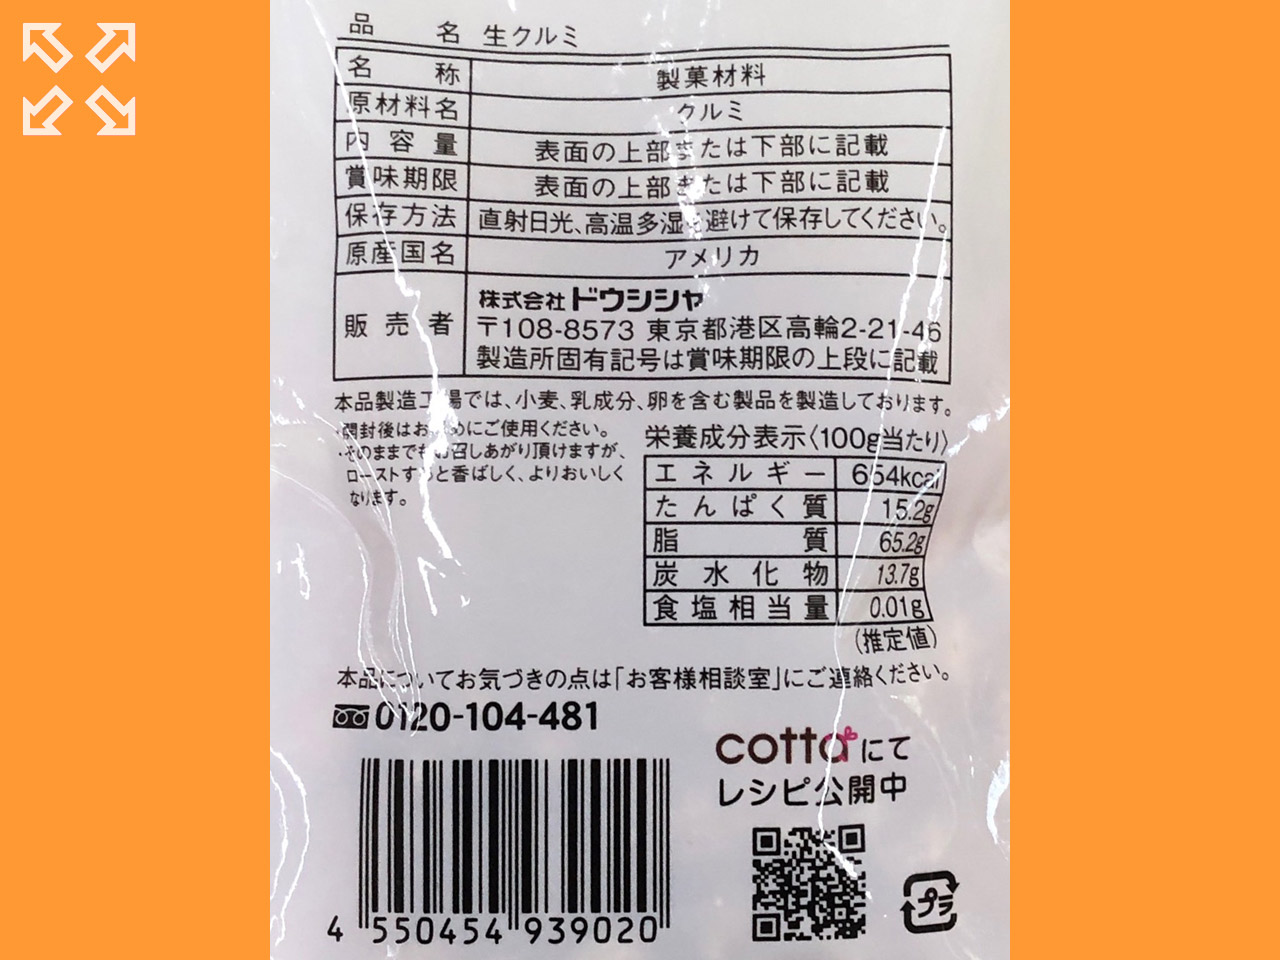 品名 生クルミ
名称 製菓材料
原材料名 クルミ
内容量 表面の上部または下部に記載
賞味期限 表面の上部または下部に記載
保存方法 直射日光、高温多湿を避けて保存してください。
原産国名 アメリカ
販売者 株式会社ドウシシャ
〒108-8573 東京都港区高輪2-21-46
製造所固有記号は賞味期限の上段に記載
本品製造工場では、小麦、乳成分、卵を含む製品を製造しております。
・開封後はお早めにご使用ください。
・そのままでもお召しあがり頂けますが、
ローストすると香ばしく、よりおいしく
なります。
栄養成分表示〈100g当たり〉
エネルギー 664kcal
たんぱく質 15.2g
脂質 65.2g
炭水化物 13.7g
食塩相当量 0.01g
(推定値)
本品についてお気づきの点は「お客様相談室」にご連絡ください。
0120-104-481
cottaにて
レシピ公開中
4 550454 939020
プラ